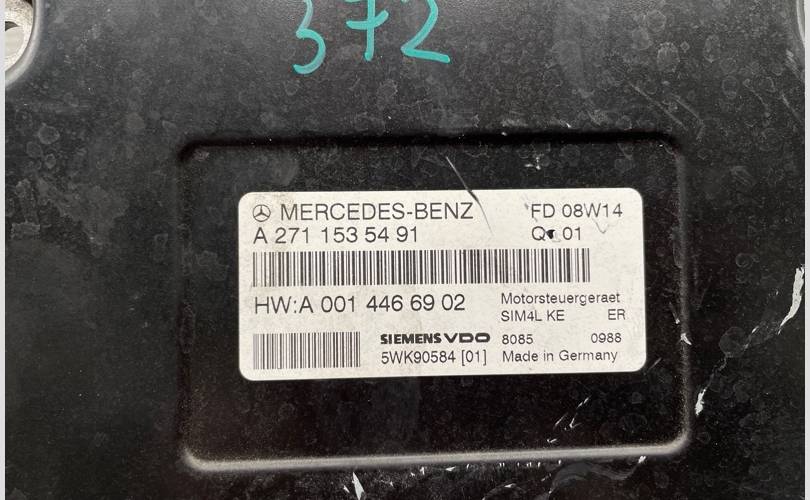 372
MERCEDES-BENZ FD 08W14
A 271 153 54 91 Q 01
HW:A 001 446 69 02 Motorsteuergeraet
SIM4L KE ER
SIEMENS VDO 8085 0988
5WK90584 [01] Made in Germany